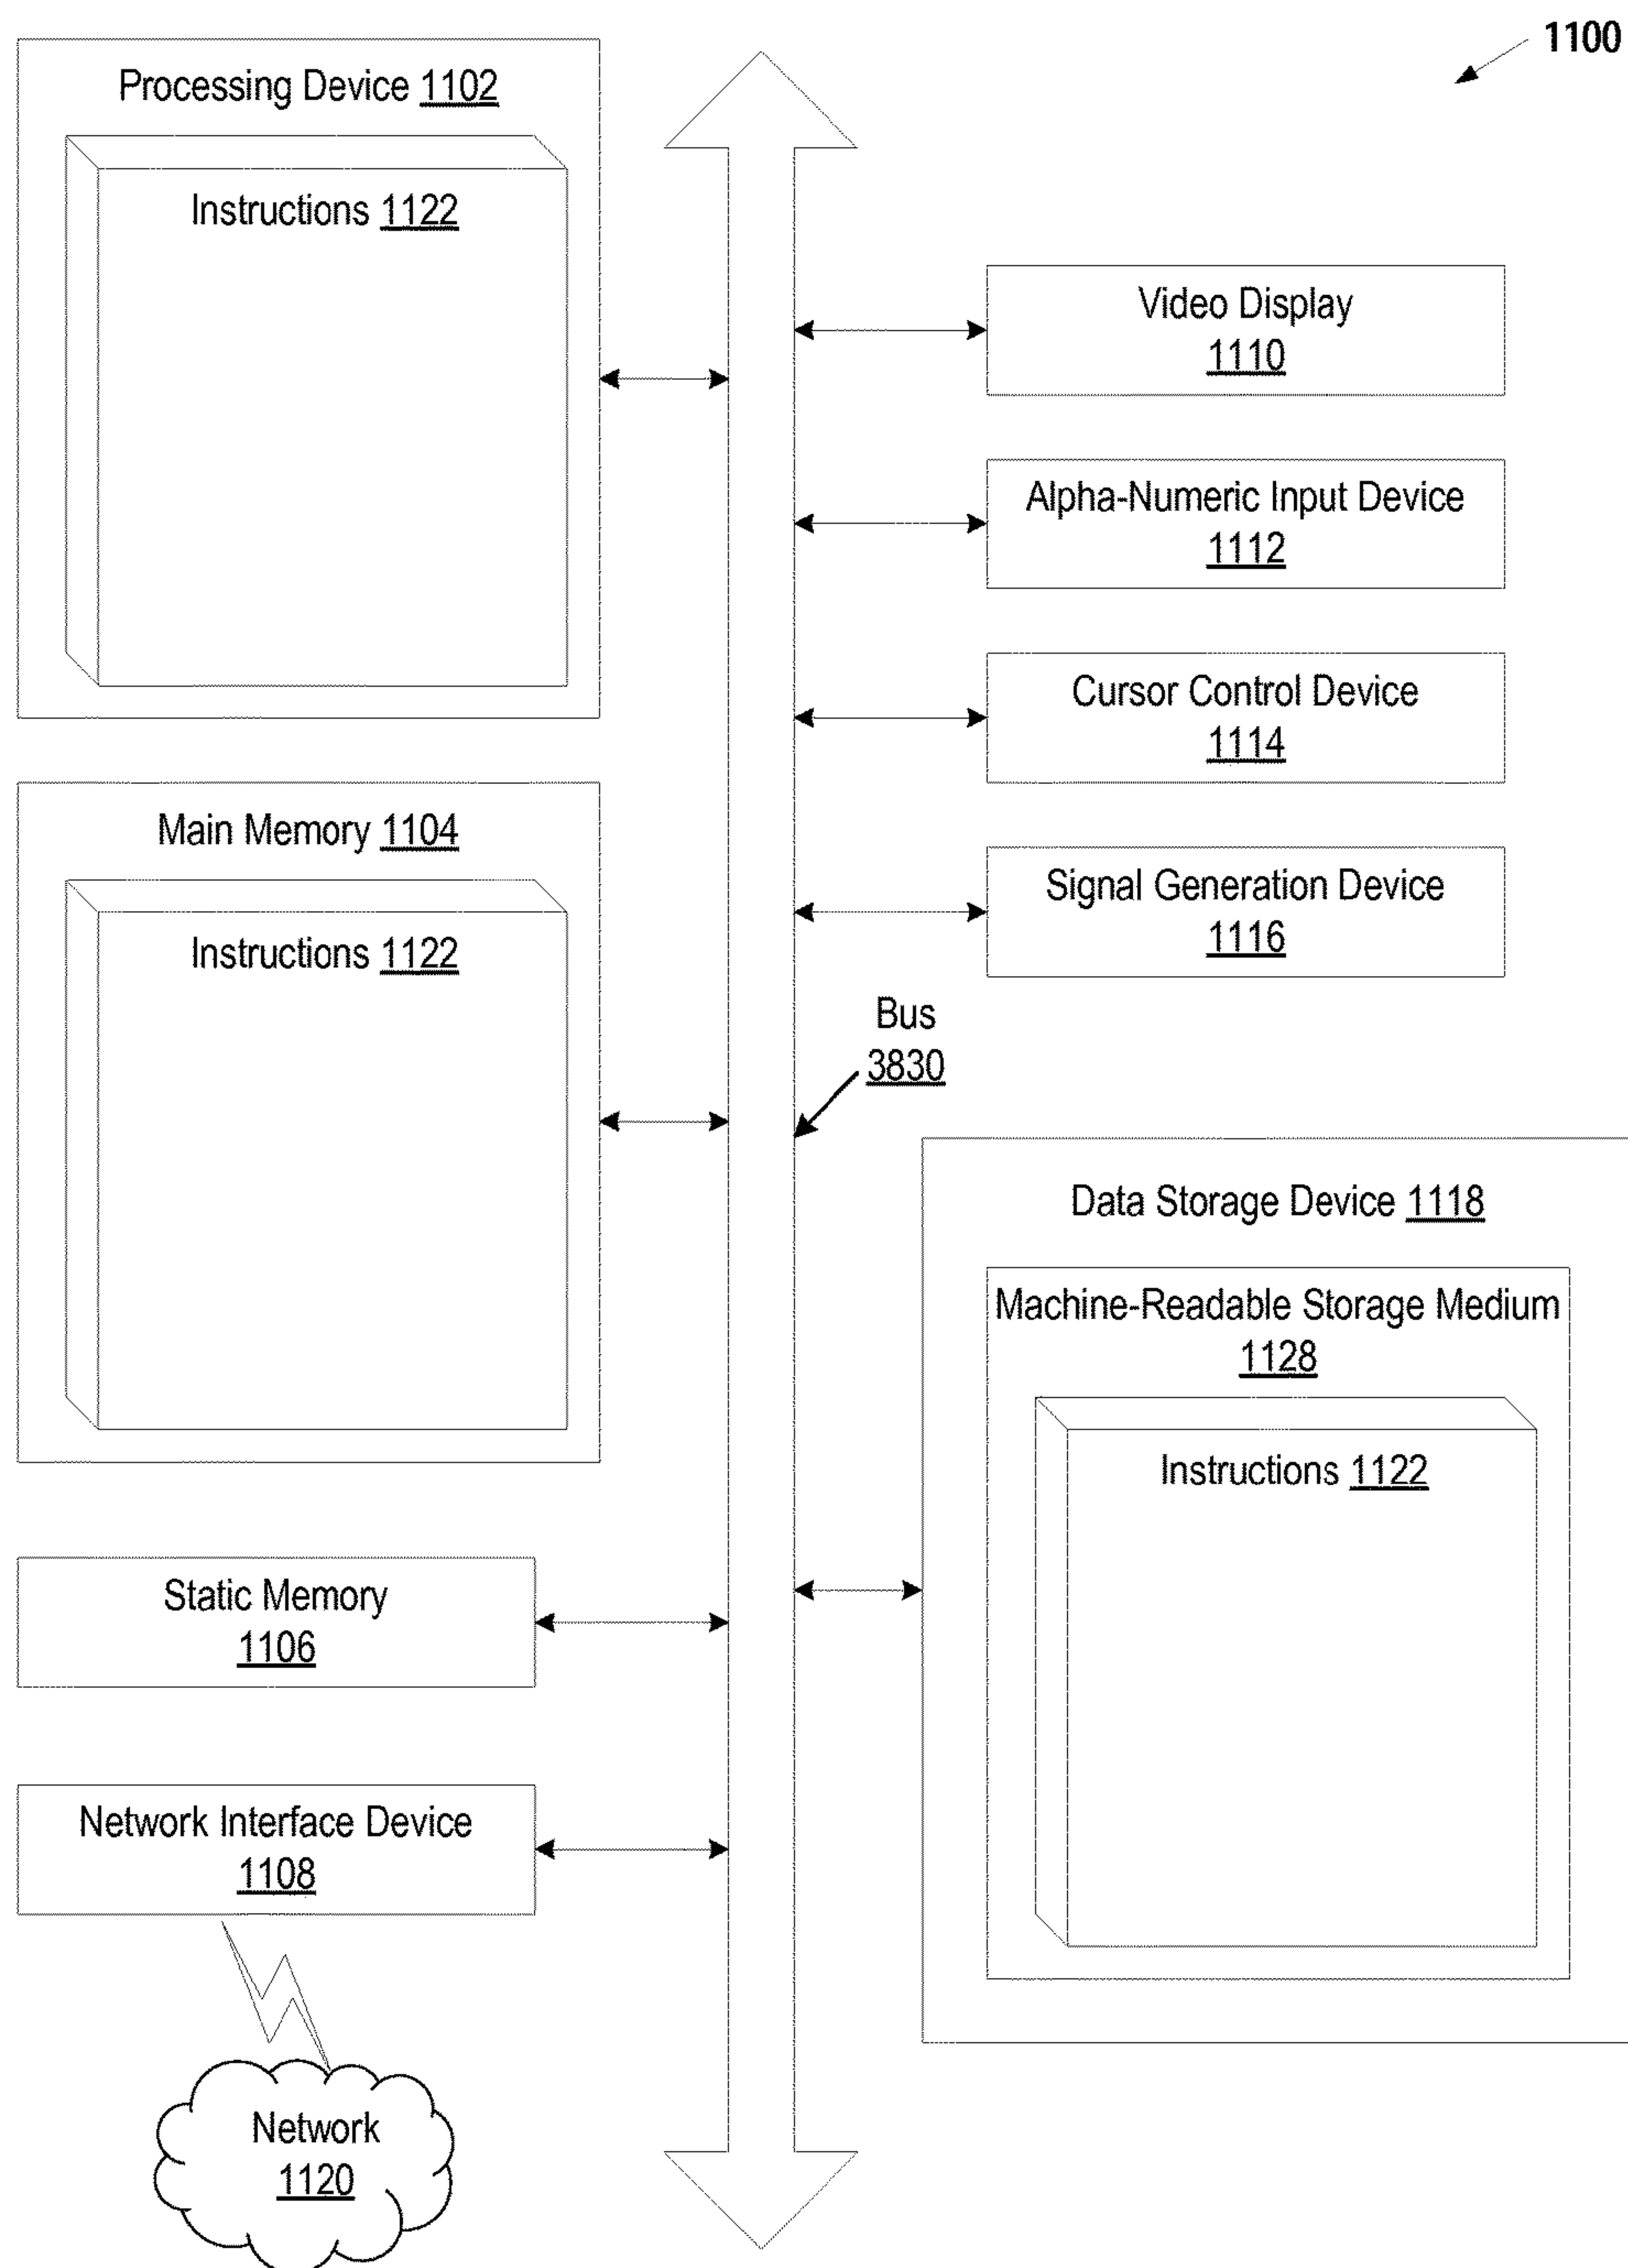 1100
Processing Device 1102
Instructions 1122
Main Memory 1104
Instructions 1122
Static Memory
1106
Network Interface Device
1108
Network
1120
Video Display
1110
Alpha-Numeric Input Device
1112
Cursor Control Device
1114
Signal Generation Device
1116
Bus
3830
Data Storage Device 1118
Machine-Readable Storage Medium
1128
Instructions 1122